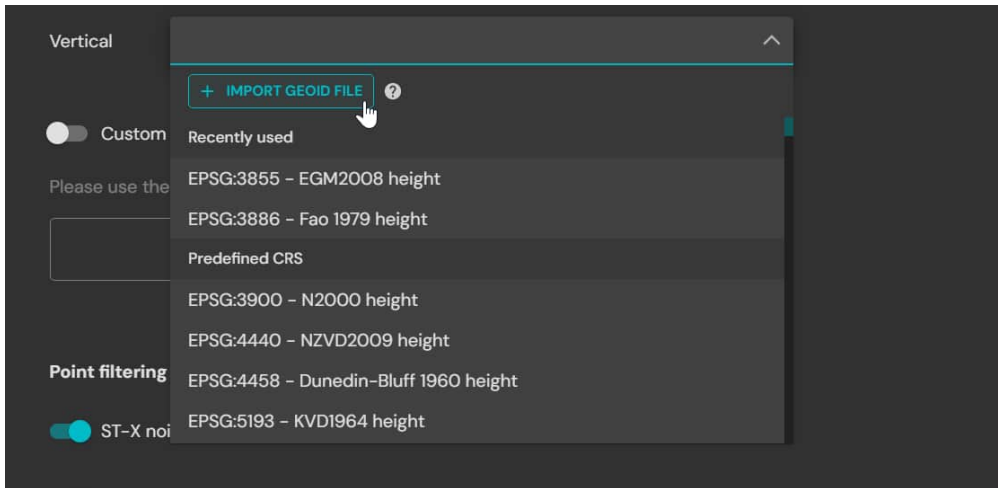 Vertical
+ IMPORT GEOID FILE ?
Custom
Recently used
EPSG:3855 - EGM2008 height
Please use the
EPSG:3886 - Fao 1979 height
Predefined CRS
EPSG:3900 - N2000 height
EPSG:4440 - NZVD2009 height
Point filtering
EPSG:4458 - Dunedin-Bluff 1960 height
EPSG:5193 - KVD1964 height
ST-X noi